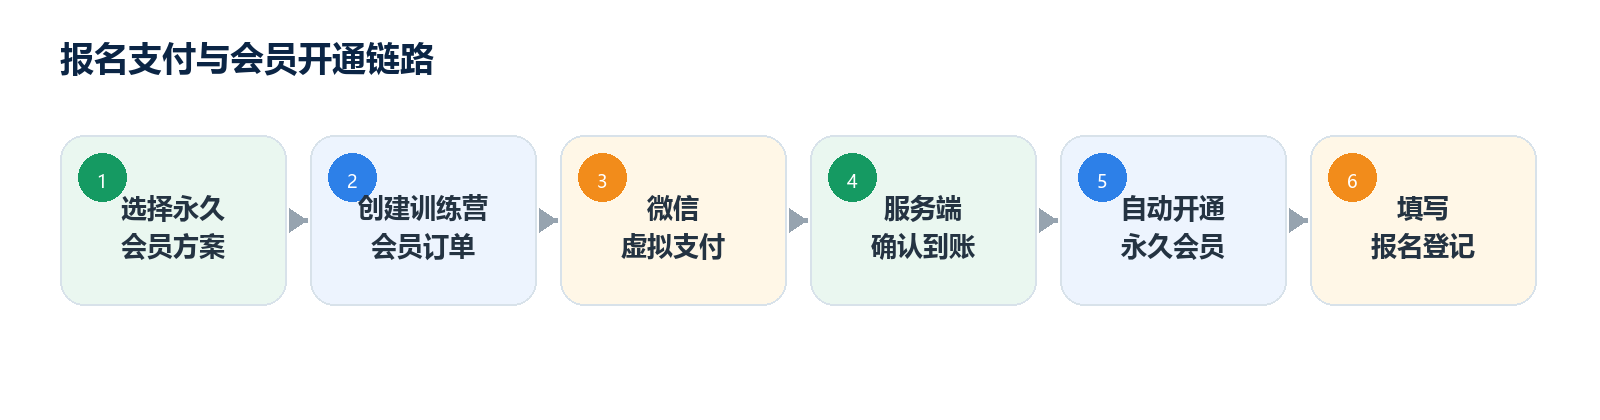 报名支付与会员开通链路
1
选择永久
会员方案
2
创建训练营
会员订单
3
微信
虚拟支付
4
服务端
确认到账
5
自动开通
永久会员
6
填写
报名登记